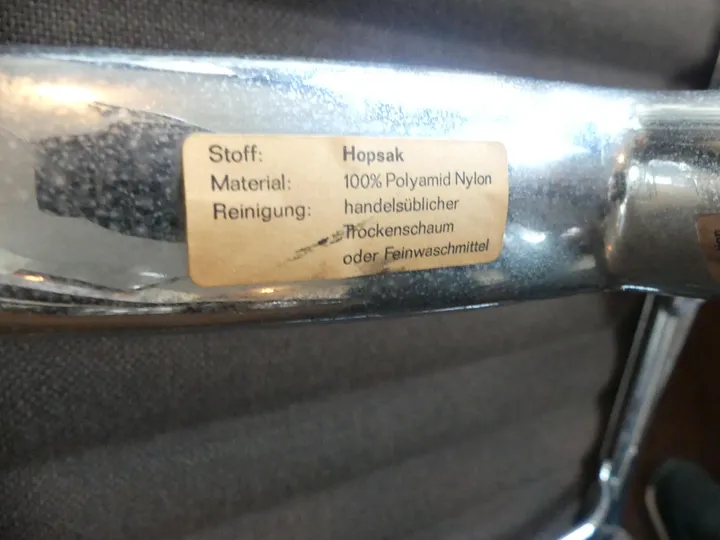 Stoff: Hopsak
Material: 100% Polyamid Nylon
Reinigung: handelsüblicher
Trockenschaum
oder Feinwaschmittel